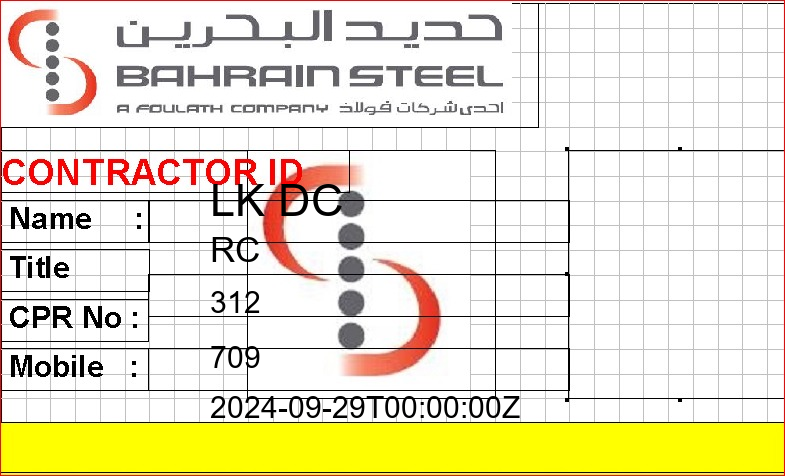 حديد البحرين
BAHRAIN STEEL
A FOULATH COMPANY احدى شركات فولاذ
CONTRACTOR ID
Name : LK DC
Title RC
CPR No : 312
Mobile : 709
2024-09-29T00:00:00Z